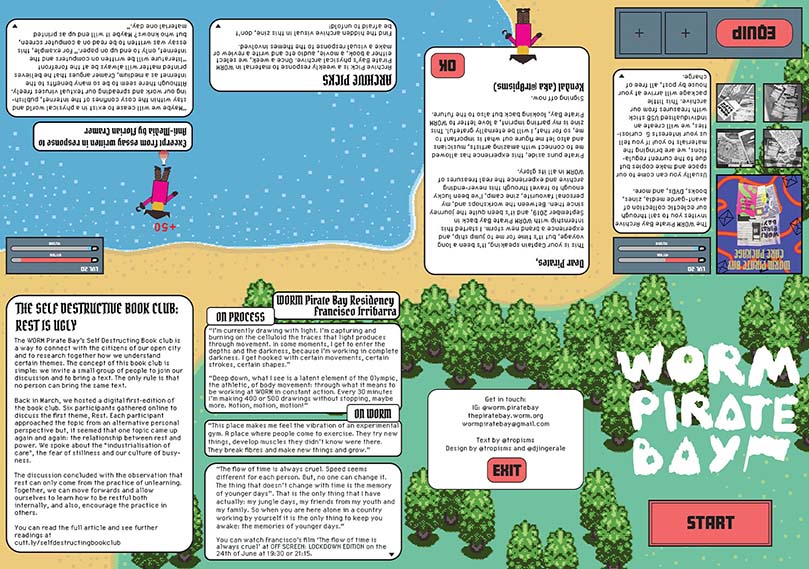 THE SELF DESTRUCTIVE BOOK CLUB:
REST IS UGLY
The WORM Pirate Bay's Self Destructing Book club is
a way to connect with the citizens of our open city
and to research together how we understand
certain themes. The concept of this book club is
simple: we invite a small group of people to join our
discussion and to bring a text. The only rule is that
no person can bring the same text.
Back in March, we hosted a digital first-edition of
the book club. Six participants gathered online to
discuss the first theme, Rest. Each participant
approached the topic from an alternative personal
perspective but, it seemed that one topic came up
again and again: the relationship between rest and
power. We spoke about the "industrialisation of
care", the fear of stillness and our culture of busy-
ness.
The discussion concluded with the observation that
rest can only come from the practice of unlearning.
Together, we can move forwards and allow
ourselves to learn how to be restful both
internally, and also, encourage the practice in
others.
You can read the full article and see further
readings at
cutt.ly/selfdestructingbookclub
WORM Pirate Bay Residency
Francisco Irribarra
ON PROCESS
"I'm currently drawing with light. I'm capturing and
burning on the celluloid the traces that light produces
through movement. In some moments, I get to enter the
depths and the darkness, because I'm working in complete
darkness. I get hooked with certain movements, certain
strokes, certain shapes."
"Deep down, what I see is a latent element of the Olympic,
the athletic, of body movement: through what it means to
be working at WORM in constant action. Every 30 minutes
I'm making 400 or 500 drawings without stopping, maybe
more. Motion, motion, motion!"
ON WORM
"This place makes me feel the vibration of an experimental
gym. A place where people come to exercise. They try new
things, develop muscles they didn't know were there.
They break fibres and make new things and grow."
"The flow of time is always cruel. Speed seems
different for each person. But, no one can change it.
The thing that doesn't change with time is the memory
of younger days". That is the only thing that I have
actually: my jungle days, my friends from my youth and
my family. So when you are here alone in a country
working by yourself it is the only thing to keep you
awake: the memories of younger days."
You can watch Francisco's film 'The flow of time is
always cruel' at OFF SCREEN: LOCKDOWN EDITION on the
24th of June at 19:30 or 21:15.
Get in touch:
IG: @worm.piratebay
thepiratebay.worm.org
wormpiratebay@gmail.com
Text by @tropisms
Design by @tropisms and @djingerale
EXIT
WORM
PIRATE
BAY
START
EQUIP
LVL 20
WORM PIRATE BAY
CARE PACKAGE
The WORM Pirate Bay Archive
invites you to sail through
our eclectic collection of
avant-garde media, zines,
books, DVDs, and more.
Usually you can come to our
space and make copies but
due to the current regula-
tions, we are bringing the
materials to you! If you tell
us your interests & curiosi-
ties, we will create an
individualised USB stick
with treasures from our
archive. This little
package will arrive at your
house by post, all free of
charge.
Dear Pirates,
This is your Captain speaking! It's been a long
voyage, but it's time for me to jump ship, and
experience a brand new storm. I started this
internship with WORM Pirate Bay back in
September 2019, and it's been quite the journey
since then. Between the workshops and, my
personal favourite, zine camp, I've been lucky
enough to travel through this never-ending
archive and experience the real treasures of
WORM in all its glory.
Pirate puns aside, this experience has allowed
me to connect with amazing artists, musicians
and also let me figure out what is important to
me, so for that, I will be eternally grateful. This
zine is my parting imprint, a love letter to WORM
Pirate Bay, looking back but also to the future.
Signing off now,
OK
LVL 20
+50
Excerpt from essay written in response to
Anti-Media by Florian Cramer
"Maybe we will cease to exist in a physical world and
stay within the cozy confines of the internet, publish-
ing our work and spreading our textual virtues freely.
Although there seem to be so many benefits to the
internet as a medium, Cramer argues that he believes
printed matter will always be at the forefront
"literature will be written on computers and the
internet, only to end up on paper." For example, this
essay was written to be read on a computer screen,
but who knows? Maybe it will end up as printed
material one day."
ARCHIVE PICKS
Archive Pick is a weekly response to material in WORM
Pirate Bay's physical archive. Once a week, we select
either a book, a movie, audio etc and write a review or
make a visual response to the themes involved.
Find the hidden archive visual in this zine, don't
be afraid to unfold!